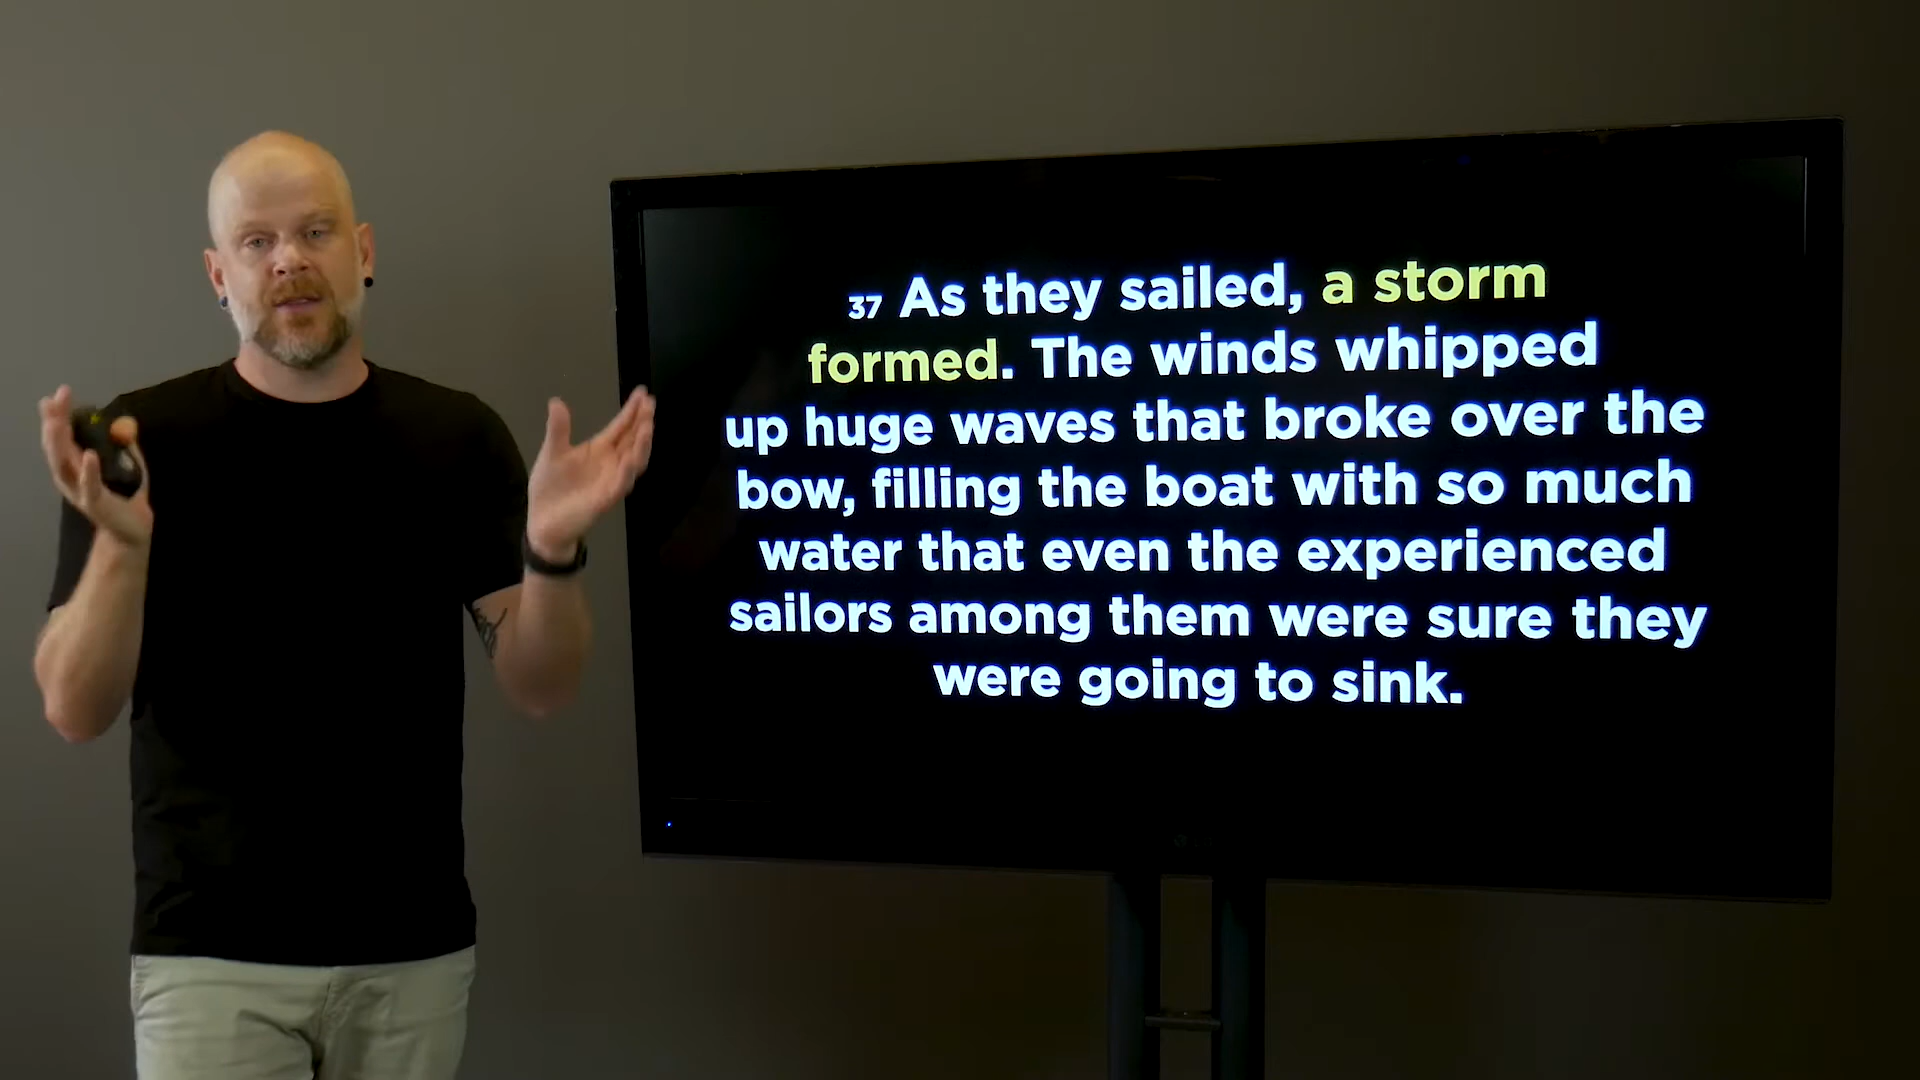 37 As they sailed, a storm
formed. The winds whipped
up huge waves that broke over the
bow, filling the boat with so much
water that even the experienced
sailors among them were sure they
were going to sink.